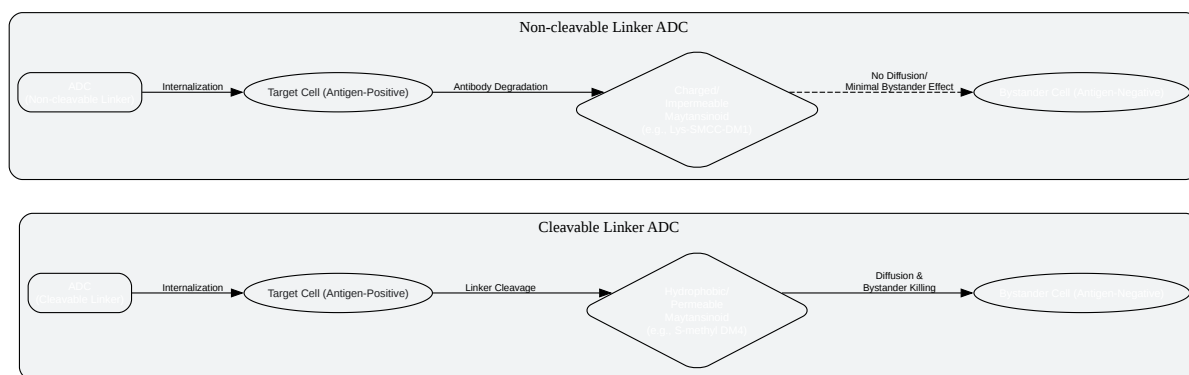 Non-cleavable Linker ADC
ADC
(Non-cleavable Linker)
Internalization
Target Cell (Antigen-Positive)
Antibody Degradation
Charged/
Impermeable
Maytansinoid
(e.g., Lys-SMCC-DM1)
No Diffusion/
Minimal Bystander Effect
Bystander Cell (Antigen-Negative)
Cleavable Linker ADC
ADC
(Cleavable Linker)
Internalization
Target Cell (Antigen-Positive)
Linker Cleavage
Hydrophobic/
Permeable
Maytansinoid
(e.g., S-methyl-DM4)
Diffusion &
Bystander Killing
Bystander Cell (Antigen-Negative)